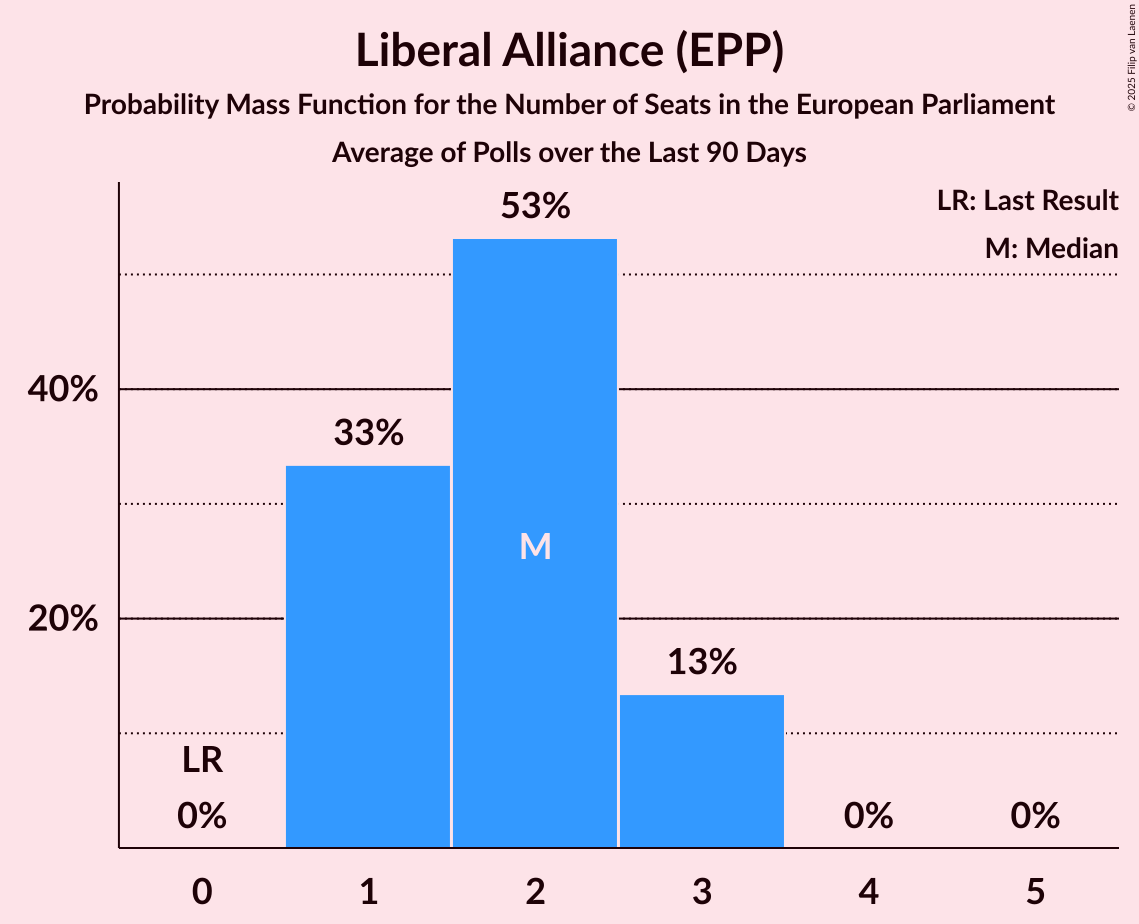 Liberal Alliance (EPP)
Probability Mass Function for the Number of Seats in the European Parliament
Average of Polls over the Last 90 Days
© 2025 Filip van Laenen
LR: Last Result
M: Median
53%
40%
33%
M
20%
13%
LR
0%
0%
0%
0 1 2 3 4 5